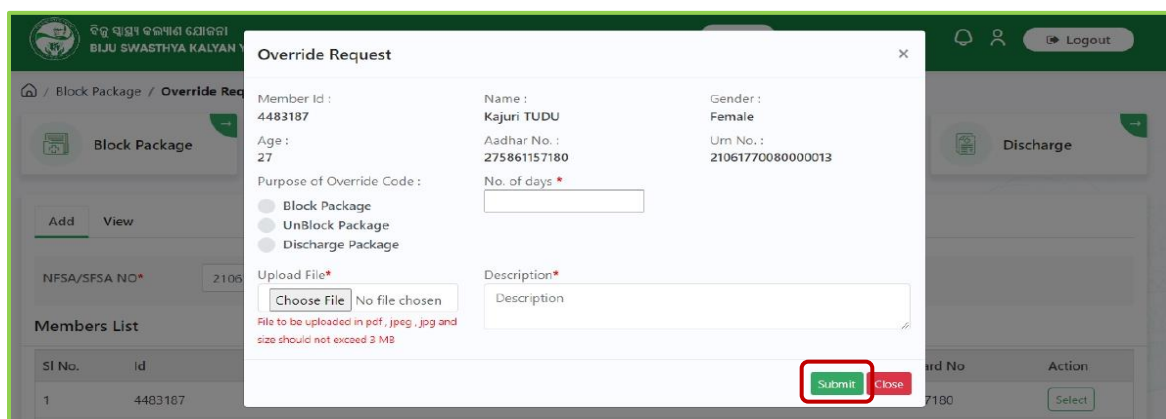 ବିଜୁ ସ୍ୱାସ୍ଥ୍ୟ କଲ୍ୟାଣ ଯୋଜନା
BIJU SWASTHYA KALYAN Y
Logout
/ Block Package / Override Req
Block Package
Discharge
Override Request ×
Member Id : Name : Gender :
4483187 Kajuri TUDU Female
Age : Aadhar No. : Urn No. :
27 275861157180 21061770080000013
Purpose of Override Code : No. of days *
Block Package
UnBlock Package
Discharge Package
Upload File* Description*
Choose File No file chosen Description
File to be uploaded in pdf , jpeg , jpg and
size should not exceed 3 MB
Submit Close
Add View
NFSA/SFSA NO* 2106
Members List
Sl No. Id ard No Action
1 4483187 7180 Select